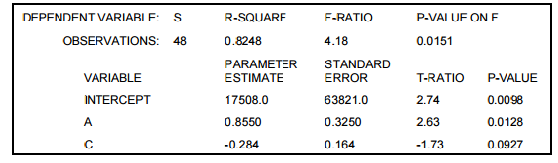 DEPENDENT VARIABLE: S R-SQUARE F-RATIO P-VALUE ON F
OBSERVATIONS: 48 0.8248 4.18 0.0151
PARAMETER STANDARD
VARIABLE ESTIMATE ERROR T-RATIO P-VALUE
INTERCEPT 17508.0 63821.0 2.74 0.0098
A 0.8550 0.3250 2.63 0.0128
C -0.284 0.164 -1.73 0.0927